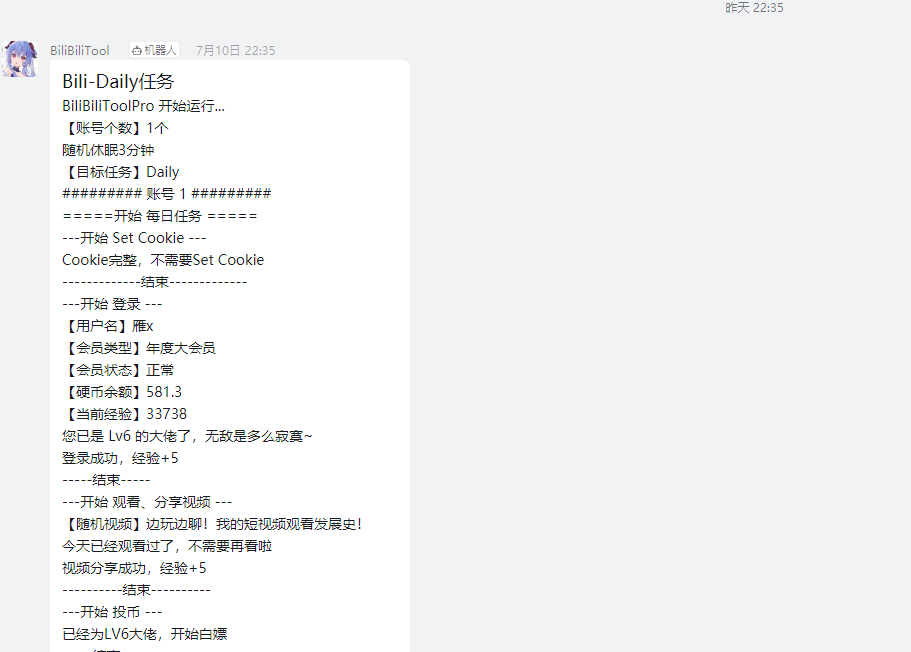 昨天 22:35
BiliBiliTool 机器人 7月10日 22:35
Bili-Daily任务
BiliBiliToolPro 开始运行...
【账号个数】1个
随机休眠3分钟
【目标任务】Daily
######### 账号 1 #########
=====开始 每日任务 =====
---开始 Set Cookie ---
Cookie完整，不需要Set Cookie
-------------结束-------------
---开始 登录 ---
【用户名】雁x
【会员类型】年度大会员
【会员状态】正常
【硬币余额】581.3
【当前经验】33738
您已是 Lv6 的大佬了，无敌是多么寂寞~
登录成功，经验+5
-----结束-----
---开始 观看、分享视频 ---
【随机视频】边玩边聊！我的短视频观看发展史！
今天已经观看过了，不需要再看啦
视频分享成功，经验+5
----------结束----------
---开始 投币 ---
已经为LV6大佬，开始白嫖